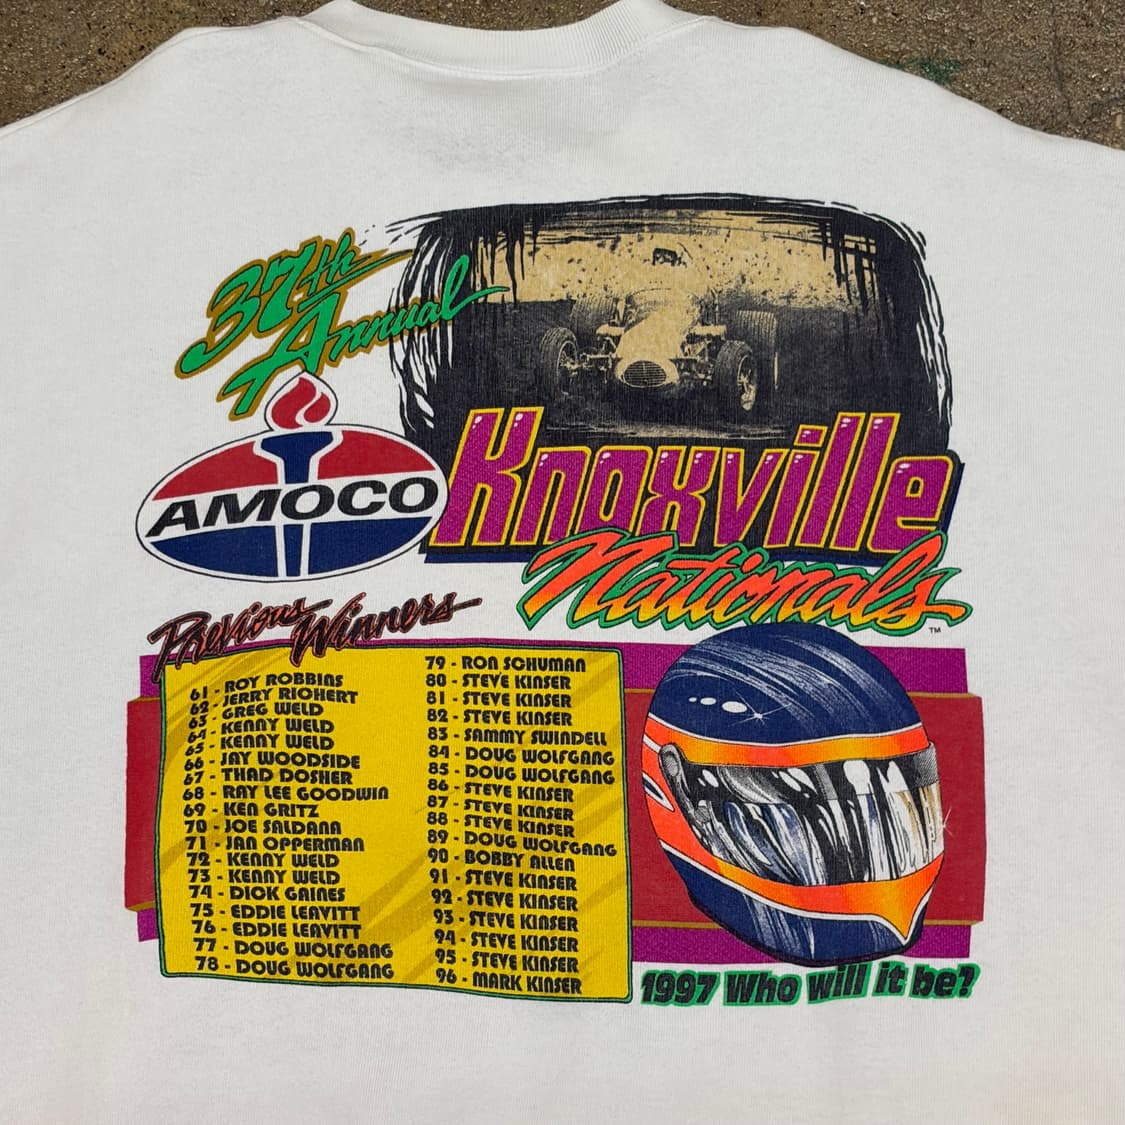 37th
Annual
AMOCO
Knoxville
Nationals
TM
Previous Winners
61 - ROY ROBBINS
62 - JERRY RICHERT
63 - GREG WELD
64 - KENNY WELD
65 - KENNY WELD
66 - JAY WOODSIDE
67 - THAD DOSHER
68 - RAY LEE GOODWIN
69 - KEN GRITZ
70 - JOE SALDANA
71 - JAN OPPERMAN
72 - KENNY WELD
73 - KENNY WELD
74 - DICK GAINES
75 - EDDIE LEAVITT
76 - EDDIE LEAVITT
77 - DOUG WOLFGANG
78 - DOUG WOLFGANG
79 - RON SCHUMAN
80 - STEVE KINSER
81 - STEVE KINSER
82 - STEVE KINSER
83 - SAMMY SWINDELL
84 - DOUG WOLFGANG
85 - DOUG WOLFGANG
86 - STEVE KINSER
87 - STEVE KINSER
88 - STEVE KINSER
89 - DOUG WOLFGANG
90 - BOBBY ALLEN
91 - STEVE KINSER
92 - STEVE KINSER
93 - STEVE KINSER
94 - STEVE KINSER
95 - STEVE KINSER
96 - MARK KINSER
1997 Who will it be?